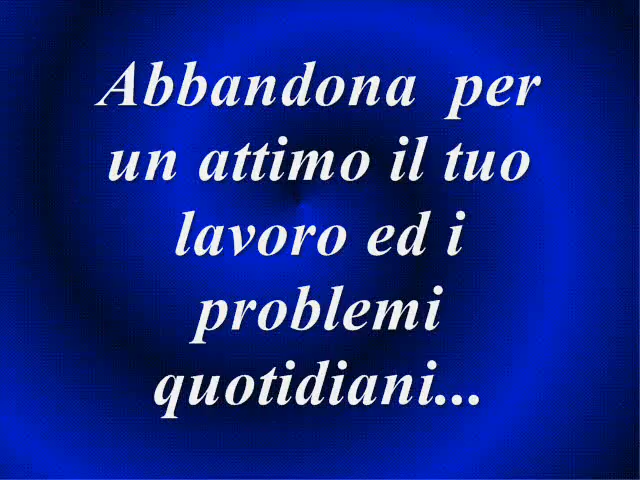 Abbandona per
un attimo il tuo
lavoro ed i
problemi
quotidiani...